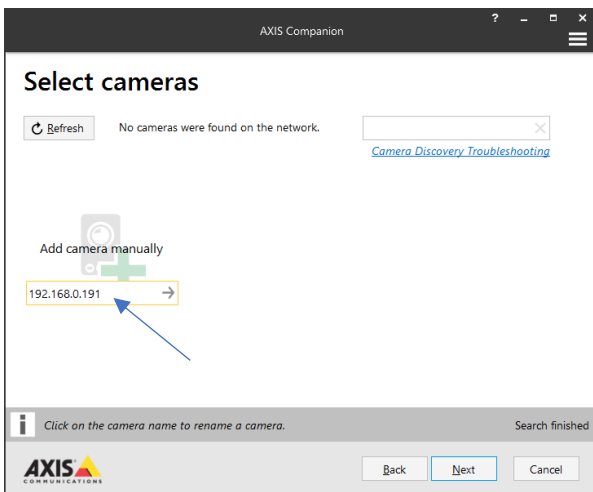 AXIS Companion
?
Select cameras
Refresh
No cameras were found on the network.
Camera Discovery Troubleshooting
Add camera manually
192.168.0.191
i
Click on the camera name to rename a camera.
Search finished
AXIS
COMMUNICATIONS
Back
Next
Cancel